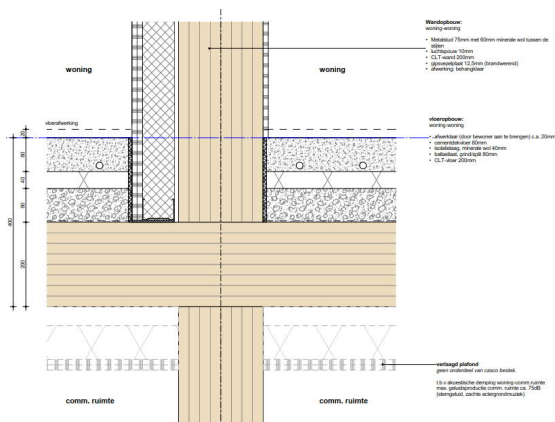 Wandopbouw:
woning-woning
• Metalstud 75mm met 60mm minerale wol tussen de
stijlen
• luchtspouw 10mm
• CLT-wand 200mm
• gipsvezelplaat 12,5mm (brandwerend)
• afwerking: behangklaar
woning
woning
vloerafwerking
vloeropbouw:
woning-woning
• afwerklaar (door bewoner aan te brengen) c.a. 20mm
• cementdekvloer 80mm
• isolatielaag, minerale wol 40mm
• ballastlaat, grind/split 80mm
• CLT-vloer 200mm
20
80
40
80
400
200
verlaagd plafond
geen onderdeel van casco bestek.
t.b.v akoestische demping woning-comm.ruimte
max. geluidsproductie comm. ruimte ca. 75dB
(stemgeluid, zachte achtergrondmuziek)
comm. ruimte
comm. ruimte